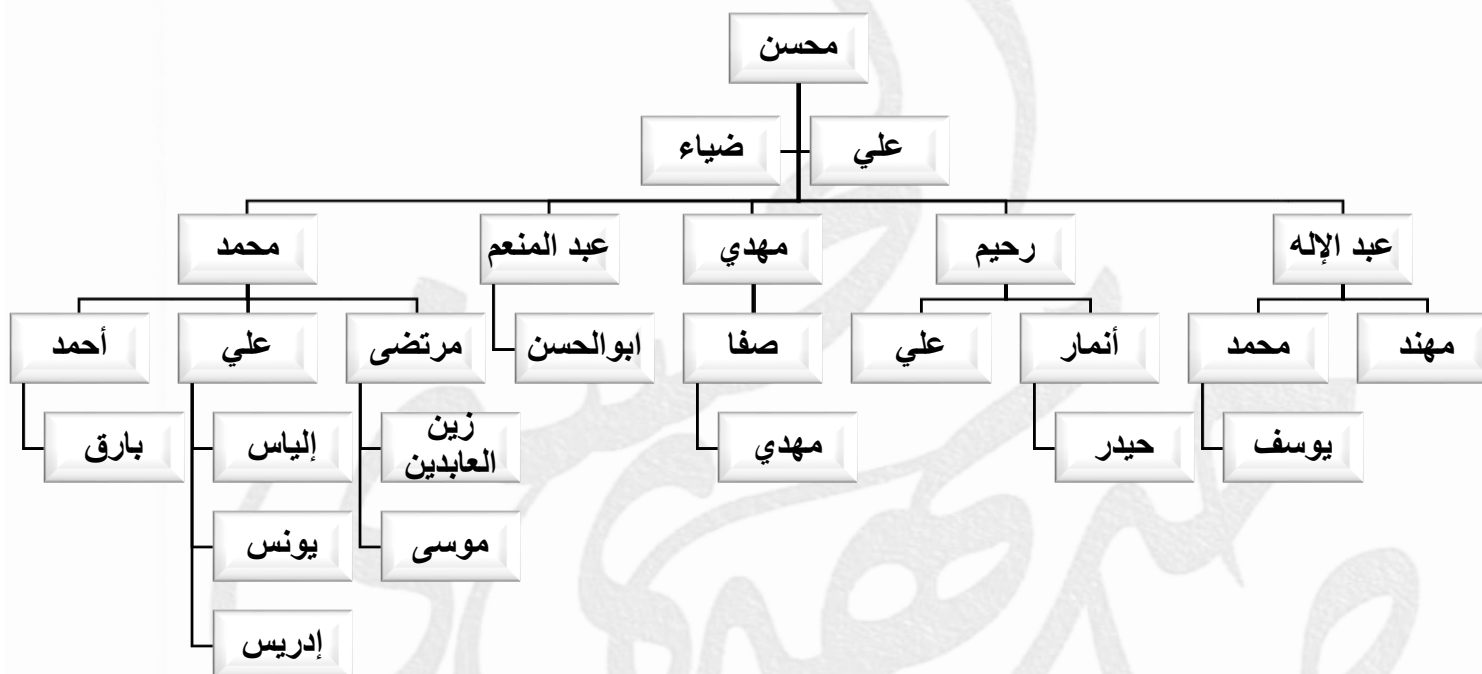 محسن
علي
ضياء
عبد الإله
رحيم
مهدي
عبد المنعم
محمد
مهند
محمد
أنمار
علي
صفا
ابوالحسن
مرتضى
علي
أحمد
يوسف
حيدر
مهدي
زين
العابدين
إلياس
بارق
موسى
يونس
إدريس